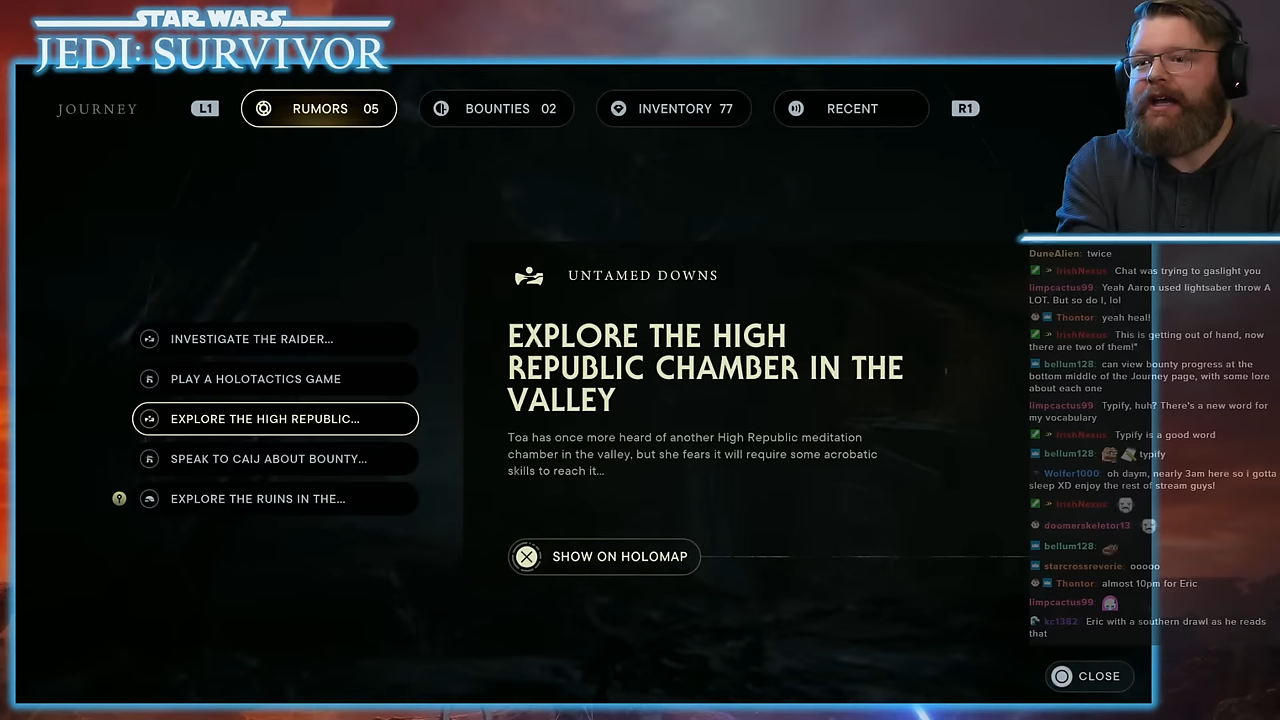 STAR WARS
JEDI: SURVIVOR
JOURNEY
L1
RUMORS 05
BOUNTIES 02
INVENTORY 77
RECENT
R1
UNTAMED DOWNS
EXPLORE THE HIGH
REPUBLIC CHAMBER IN THE
VALLEY
Toa has once more heard of another High Republic meditation
chamber in the valley, but she fears it will require some acrobatic
skills to reach it...
SHOW ON HOLOMAP
INVESTIGATE THE RAIDER...
PLAY A HOLOTACTICS GAME
EXPLORE THE HIGH REPUBLIC...
SPEAK TO CAIJ ABOUT BOUNTY...
EXPLORE THE RUINS IN THE...
DuneAlien: twice
IrishNexus: Chat was trying to gaslight you
limpcactus99: Yeah Aaron used lightsaber throw A
LOT. But so do I, lol
Thontor: yeah heal!
IrishNexus: This is getting out of hand, now
there are two of them!"
bellum128: can view bounty progress at the
bottom middle of the Journey page, with some lore
about each one
limpcactus99: Typify, huh? There's a new word for
my vocabulary
IrishNexus: Typify is a good word
bellum128: typify
Wolfer1000: oh daym, nearly 3am here so i gotta
sleep XD enjoy the rest of stream guys!
IrishNexus:
doomerskeletor13:
bellum128:
starcrossreverie: ooooo
Thontor: almost 10pm for Eric
limpcactus99:
kc1382: Eric with a southern drawl as he reads
that
CLOSE